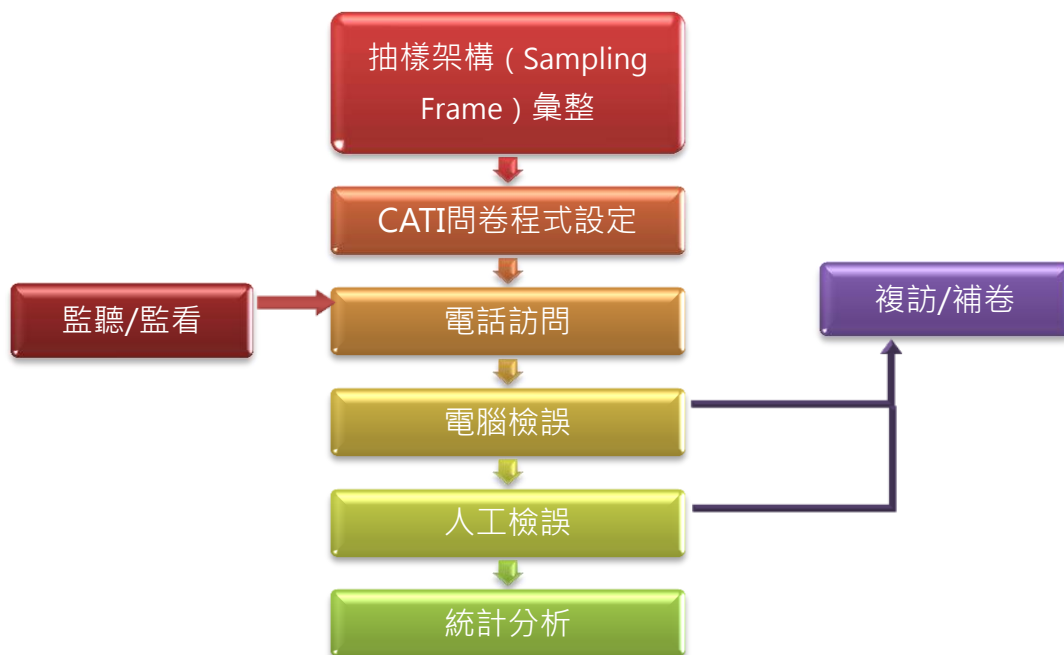 抽樣架構（Sampling
Frame）彙整
CATI問卷程式設定
監聽/監看
電話訪問
複訪/補卷
電腦檢誤
人工檢誤
統計分析